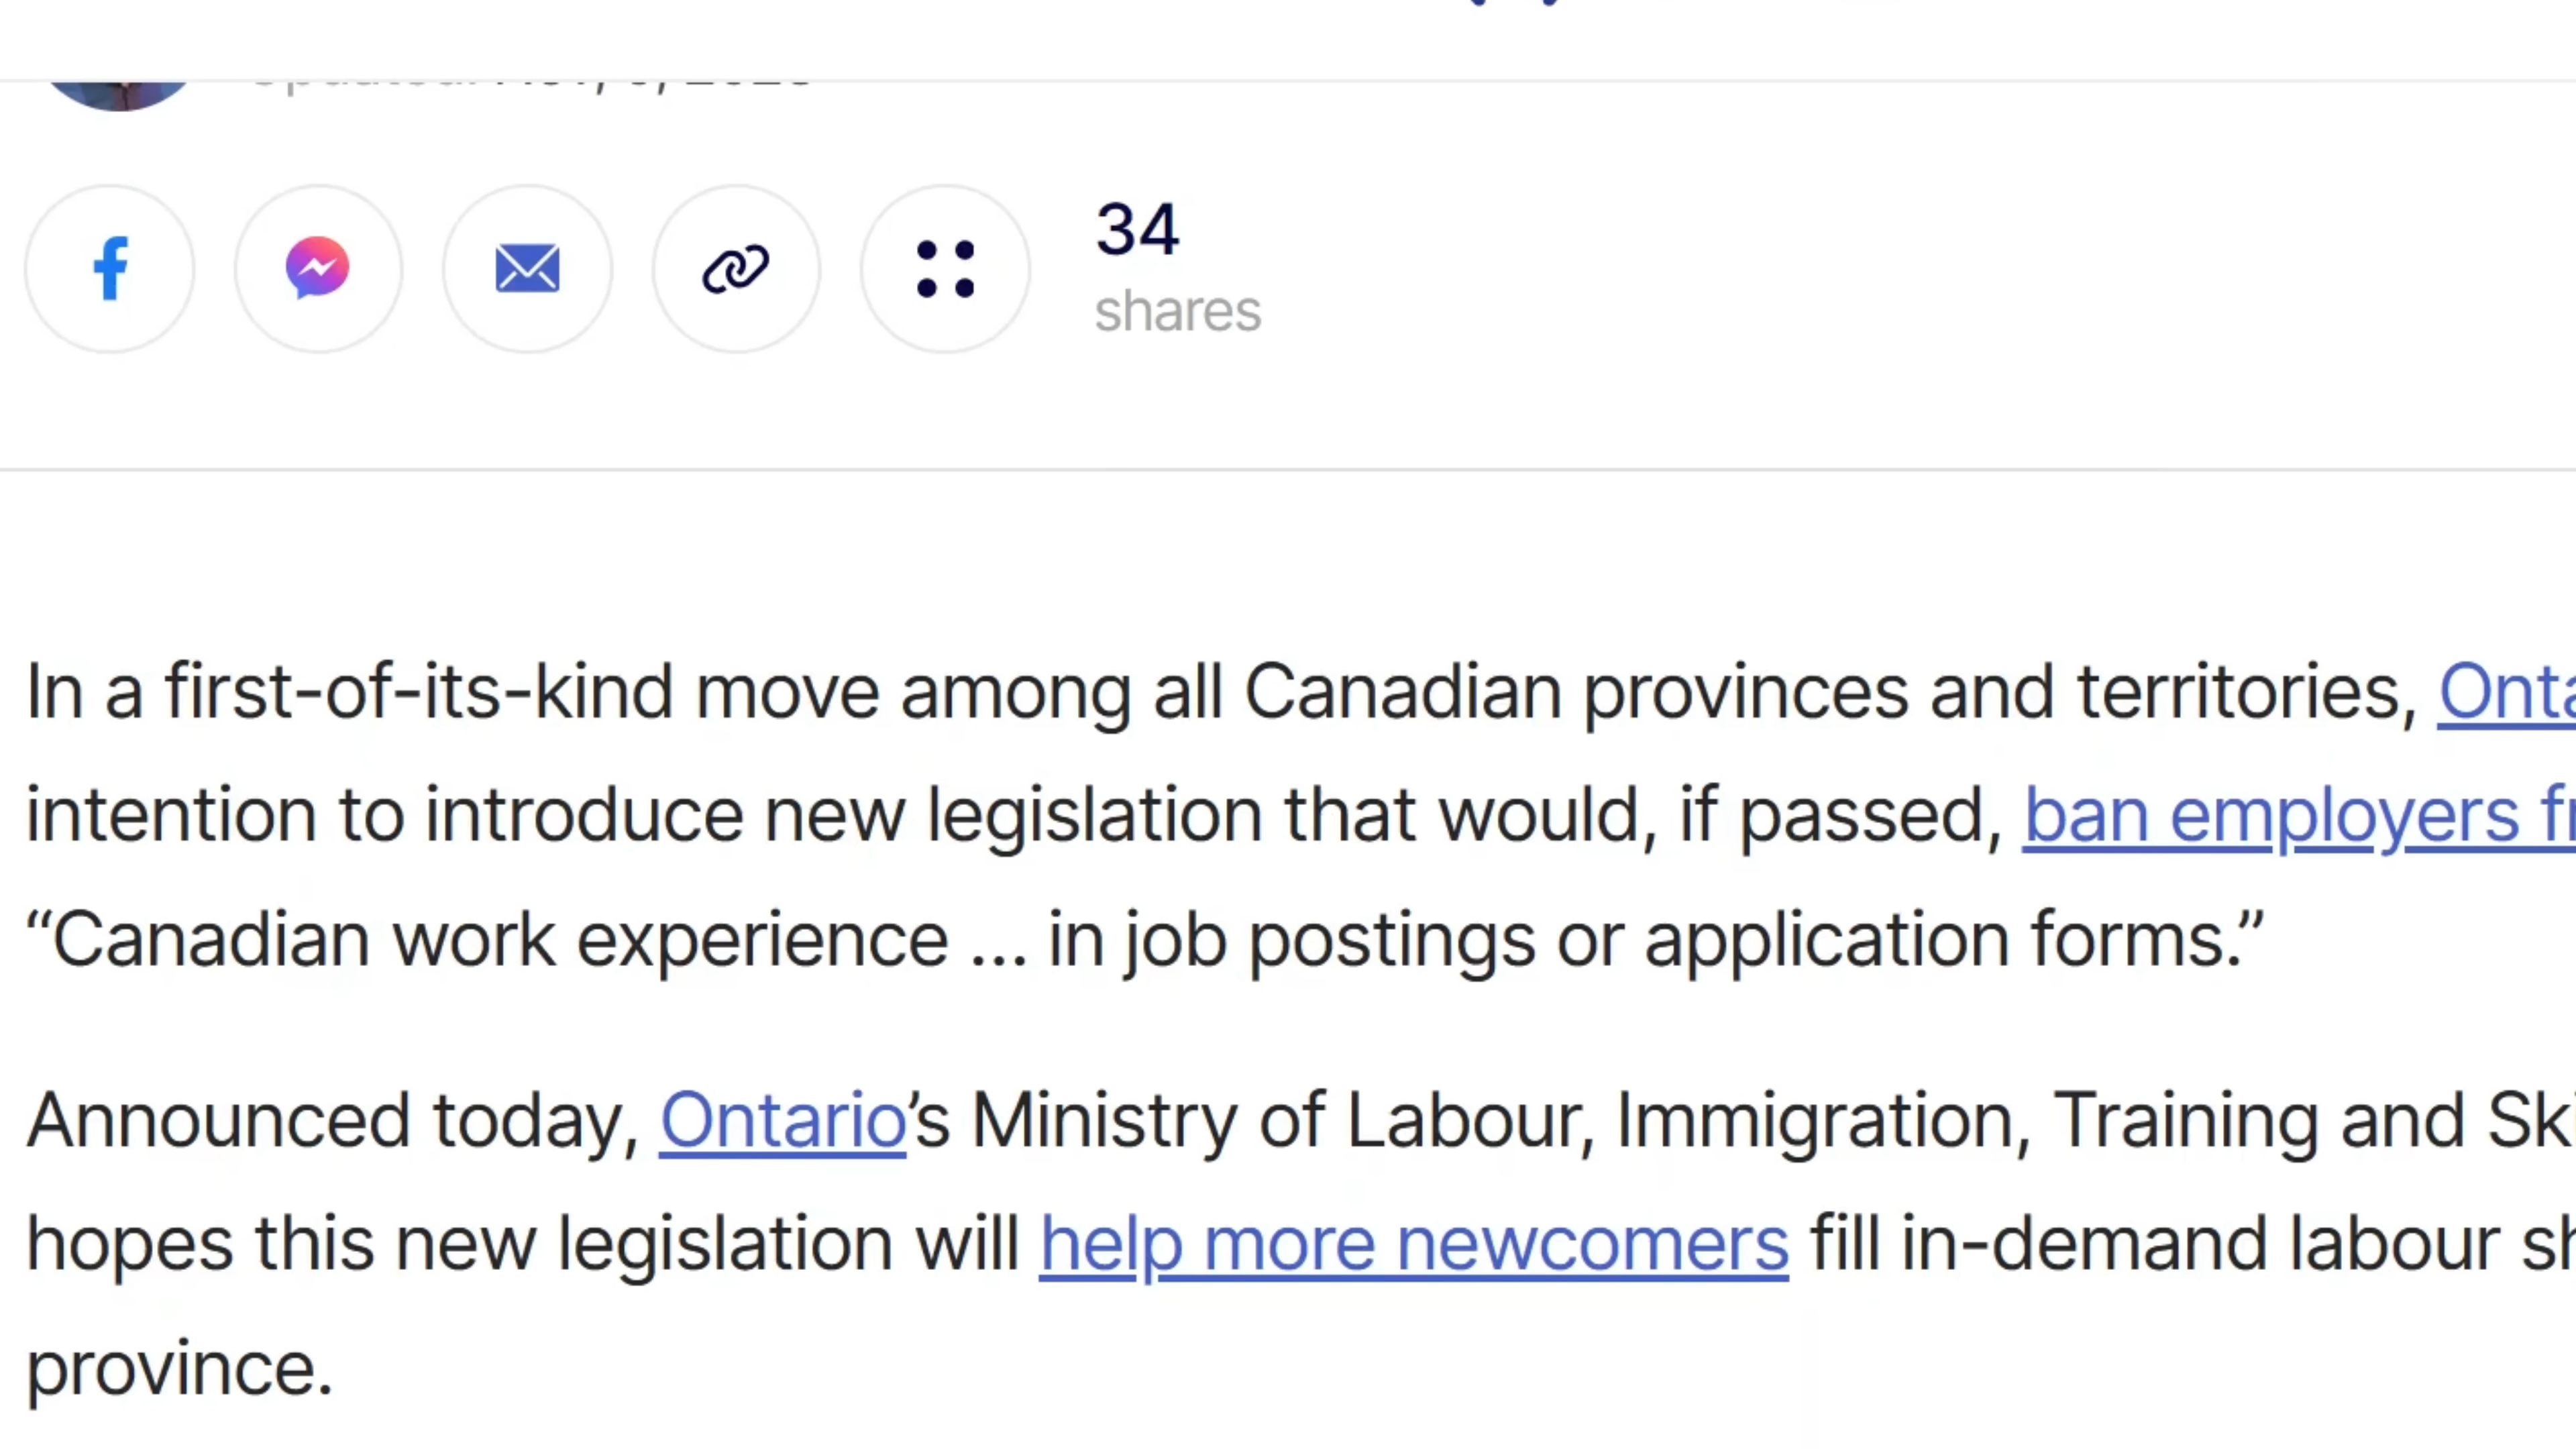 34
shares
In a first-of-its-kind move among all Canadian provinces and territories,
intention to introduce new legislation that would, if passed, ban employers
“Canadian work experience ... in job postings or application forms.”
Announced today, Ontario’s Ministry of Labour, Immigration, Training and
hopes this new legislation will help more newcomers fill in-demand labour
province.